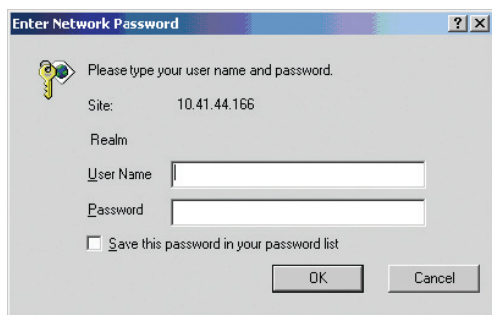 Enter Network Password
Please type your user name and password.
Site: 10.41.44.166
Realm
User Name
Password
Save this password in your password list
OK Cancel